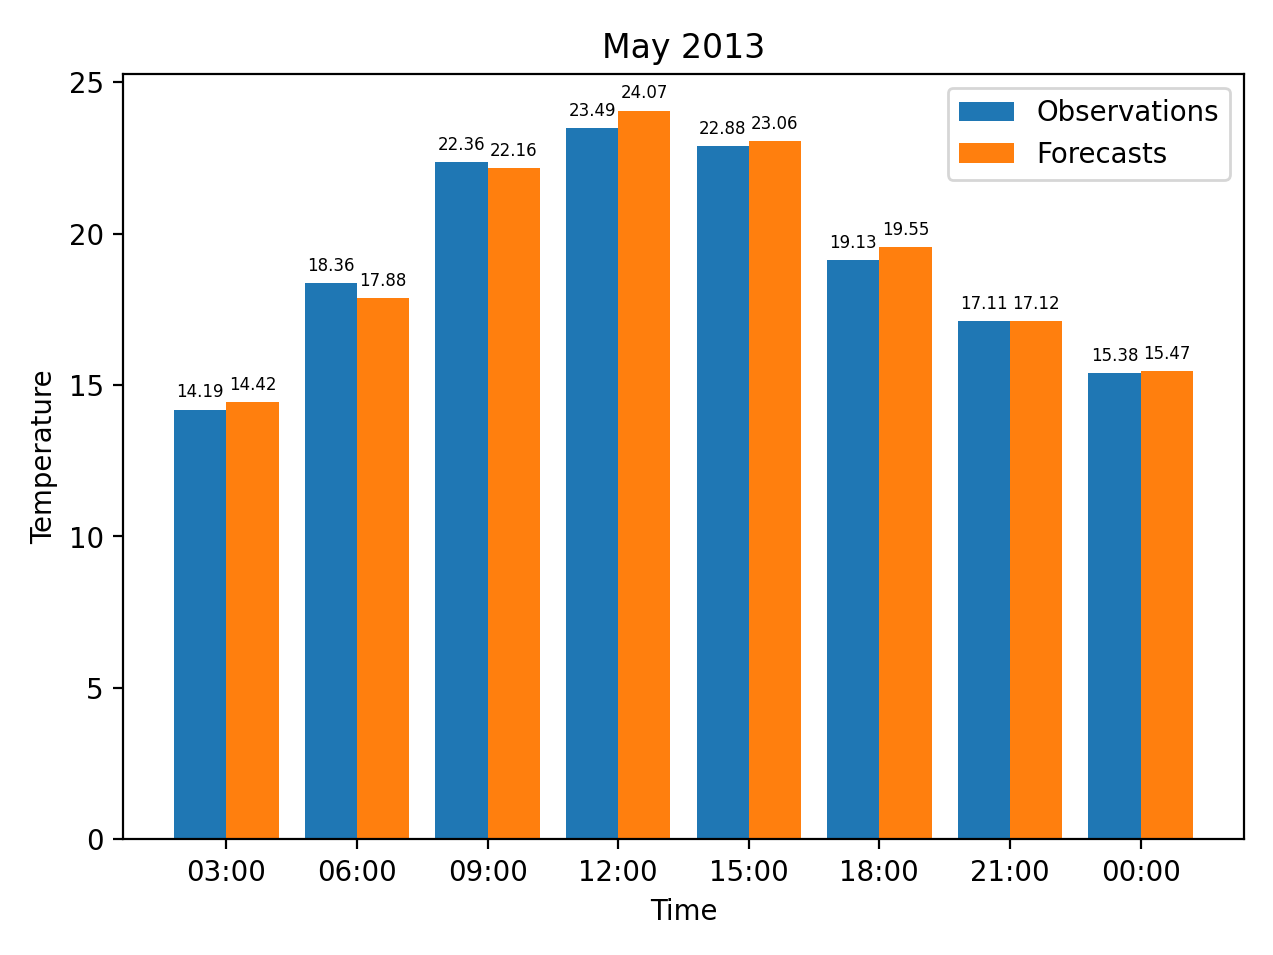 May 2013
Observations
Forecasts
Temperature
25
20
15
10
5
0
14.19 14.42
18.36 17.88
22.36 22.16
23.49 24.07
22.88 23.06
19.13 19.55
17.11 17.12
15.38 15.47
03:00 06:00 09:00 12:00 15:00 18:00 21:00 00:00
Time